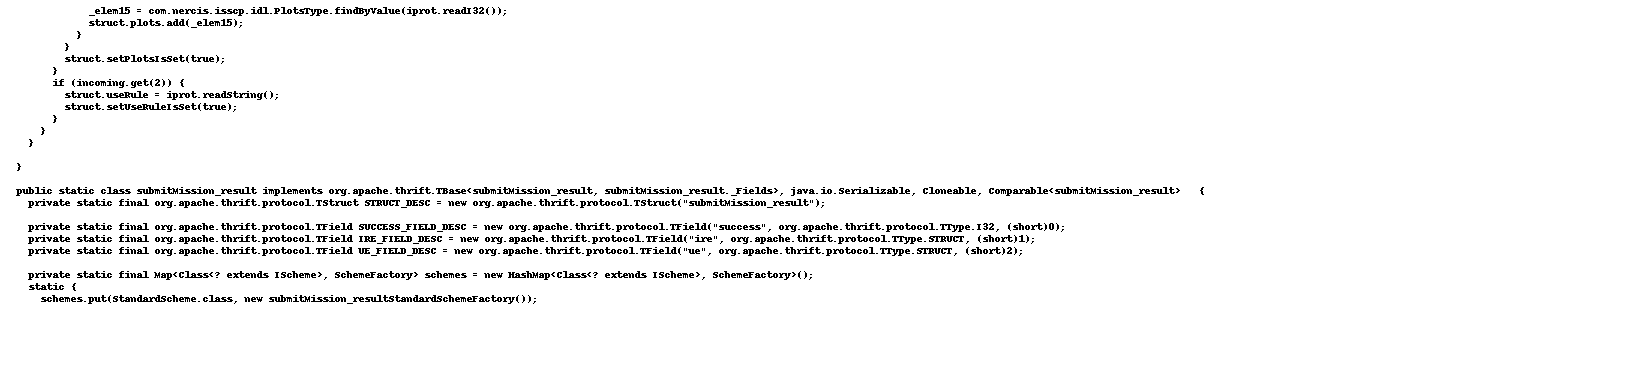 _elem15 = com.nercis.isscp.idl.PlotsType.findByValue(iprot.readI32());
struct.plots.add(_elem15);
}
}
struct.setPlotsIsSet(true);
}
if (incoming.get(2)) {
struct.useRule = iprot.readString();
struct.setUseRuleIsSet(true);
}
}
}
}
public static class submitMission_result implements org.apache.thrift.TBase<submitMission_result, submitMission_result._Fields>, java.io.Serializable, Cloneable, Comparable<submitMission_result>   {
private static final org.apache.thrift.protocol.TStruct STRUCT_DESC = new org.apache.thrift.protocol.TStruct("submitMission_result");
private static final org.apache.thrift.protocol.TField SUCCESS_FIELD_DESC = new org.apache.thrift.protocol.TField("success", org.apache.thrift.protocol.TType.I32, (short)0);
private static final org.apache.thrift.protocol.TField IRE_FIELD_DESC = new org.apache.thrift.protocol.TField("ire", org.apache.thrift.protocol.TType.STRUCT, (short)1);
private static final org.apache.thrift.protocol.TField UE_FIELD_DESC = new org.apache.thrift.protocol.TField("ue", org.apache.thrift.protocol.TType.STRUCT, (short)2);
private static final Map<Class<? extends IScheme>, SchemeFactory> schemes = new HashMap<Class<? extends IScheme>, SchemeFactory>();
static {
schemes.put(StandardScheme.class, new submitMission_resultStandardSchemeFactory());